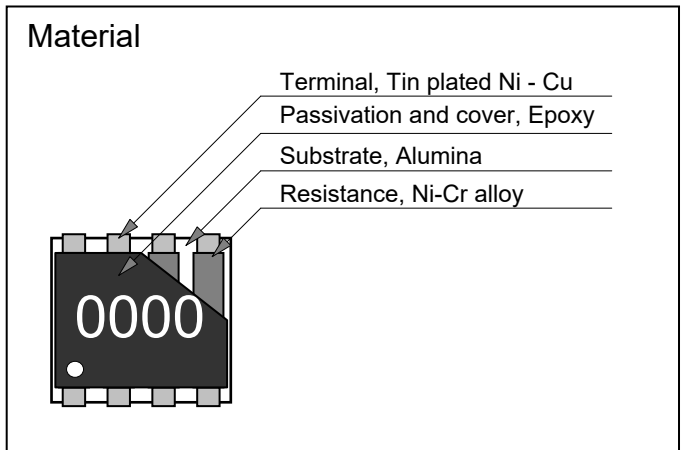 Material
Terminal, Tin plated Ni - Cu
Passivation and cover, Epoxy
Substrate, Alumina
Resistance, Ni-Cr alloy
0000